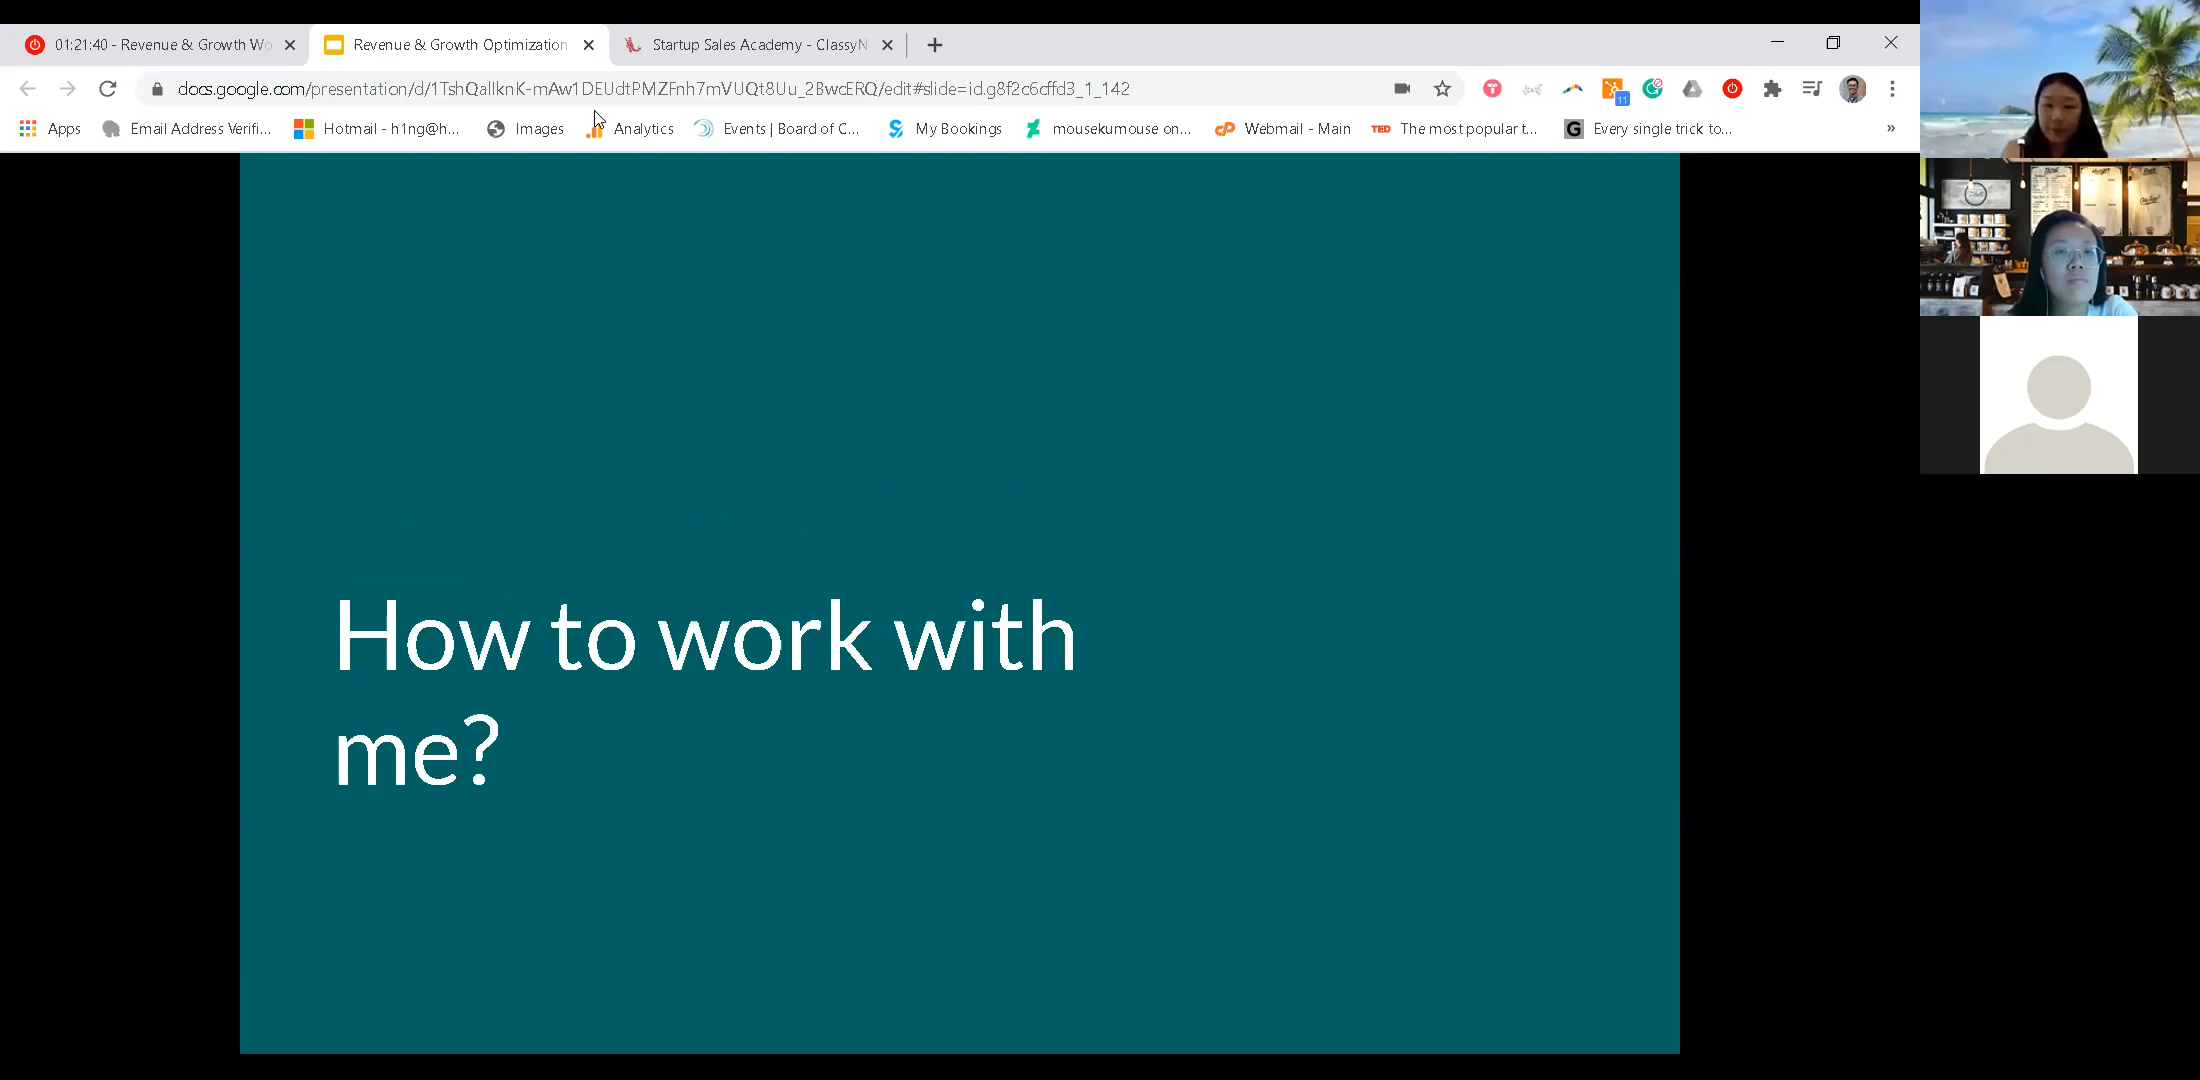 01:21:40 - Revenue & Growth Wo
Revenue & Growth Optimization
Startup Sales Academy - ClassyN
docs.google.com/presentation/d/1TshQalIknK-mAw1DEUdtPMZFnh7mVUQt8Uu_2BwcERQ/edit#slide=id.g8f2c6cffd3_1_142
11
Apps
Email Address Verifi...
Hotmail - h1ng@h...
Images
Analytics
Events | Board of C...
My Bookings
mousekumouse on...
Webmail - Main
TED
The most popular t...
G
Every single trick to...
»
How to work with
me?